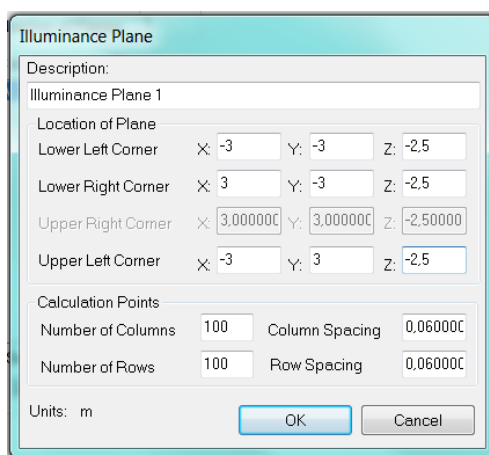 Illuminance Plane
Description:
Illuminance Plane 1
Location of Plane
Lower Left Corner X: -3 Y: -3 Z: -2,5
Lower Right Corner X: 3 Y: -3 Z: -2,5
Upper Right Corner X: 3,000000 Y: 3,000000 Z: -2,50000
Upper Left Corner X: -3 Y: 3 Z: -2,5
Calculation Points
Number of Columns 100 Column Spacing 0,060000
Number of Rows 100 Row Spacing 0,060000
Units: m
OK Cancel